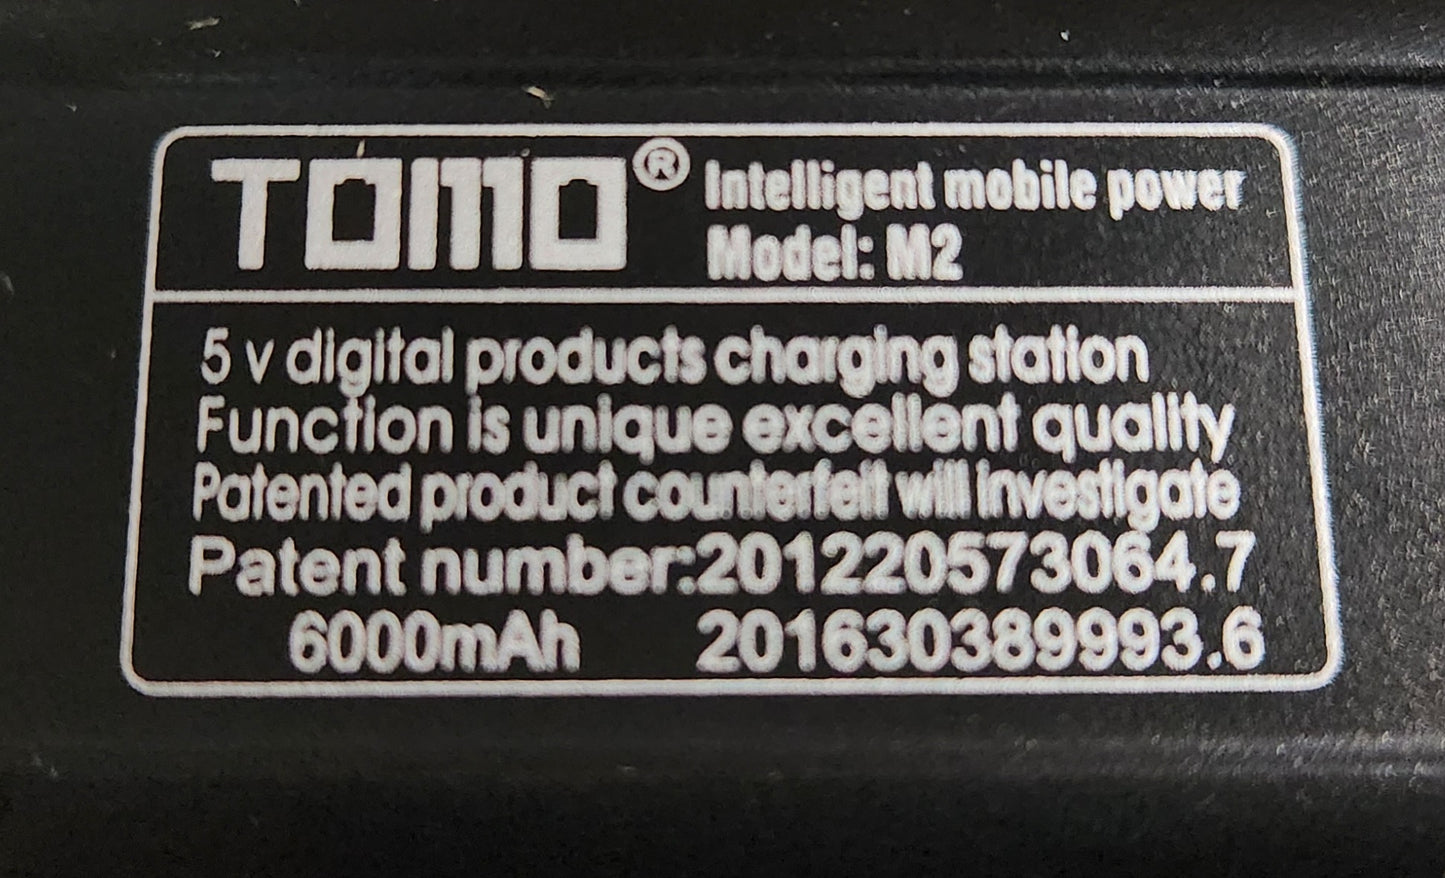 TOMO® Intelligent mobile power
Model: M2
5 v digital products charging station
Function is unique excellent quality
Patented product counterfeit will investigate
Patent number:201220573064.7
6000mAh 201630389993.6